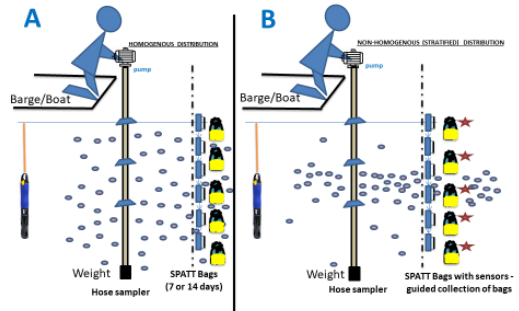 A
HOMOGENOUS DISTRIBUTION
pump
Barge/Boat
Weight
Hose sampler
SPATT Bags
(7 or 14 days)
B
NON-HOMOGENOUS (STRATIFIED) DISTRIBUTION
pump
Barge/Boat
Weight
Hose sampler
SPATT Bags with sensors -
guided collection of bags